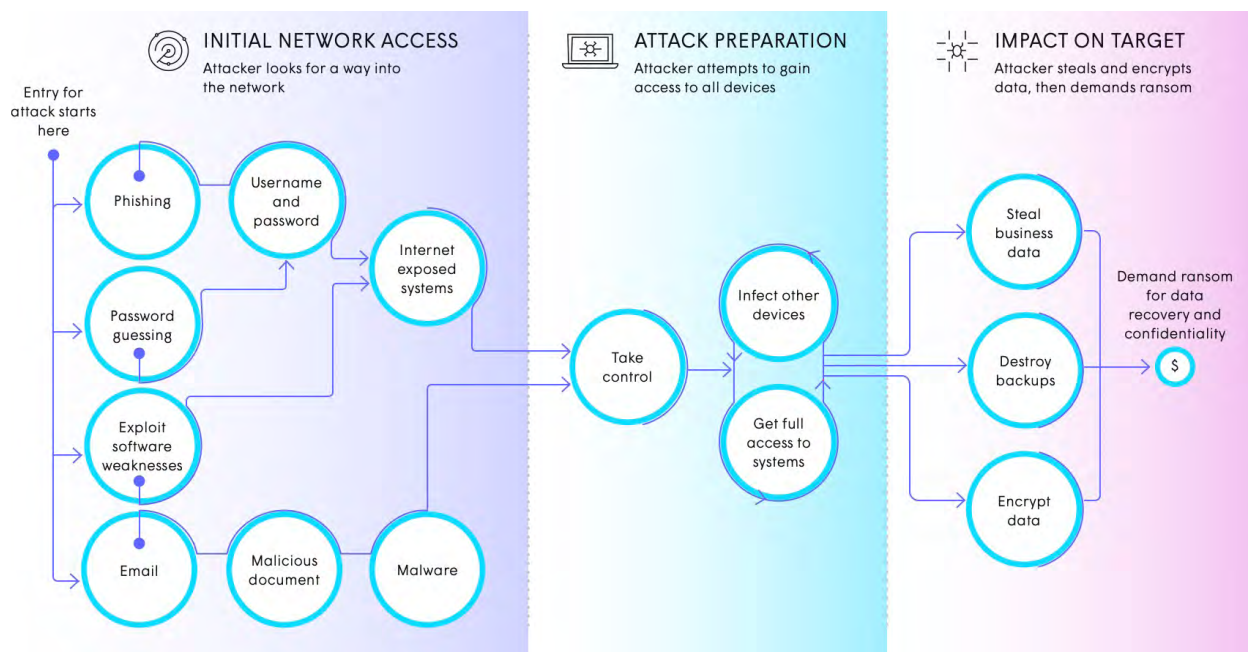 INITIAL NETWORK ACCESS
Attacker looks for a way into
the network
Entry for
attack starts
here
Phishing
Username
and
password
Internet
exposed
systems
Password
guessing
Exploit
software
weaknesses
Email
Malicious
document
Malware
ATTACK PREPARATION
Attacker attempts to gain
access to all devices
Take
control
Infect other
devices
Get full
access to
systems
IMPACT ON TARGET
Attacker steals and encrypts
data, then demands ransom
Steal
business
data
Destroy
backups
Encrypt
data
Demand ransom
for data
recovery and
confidentiality
$